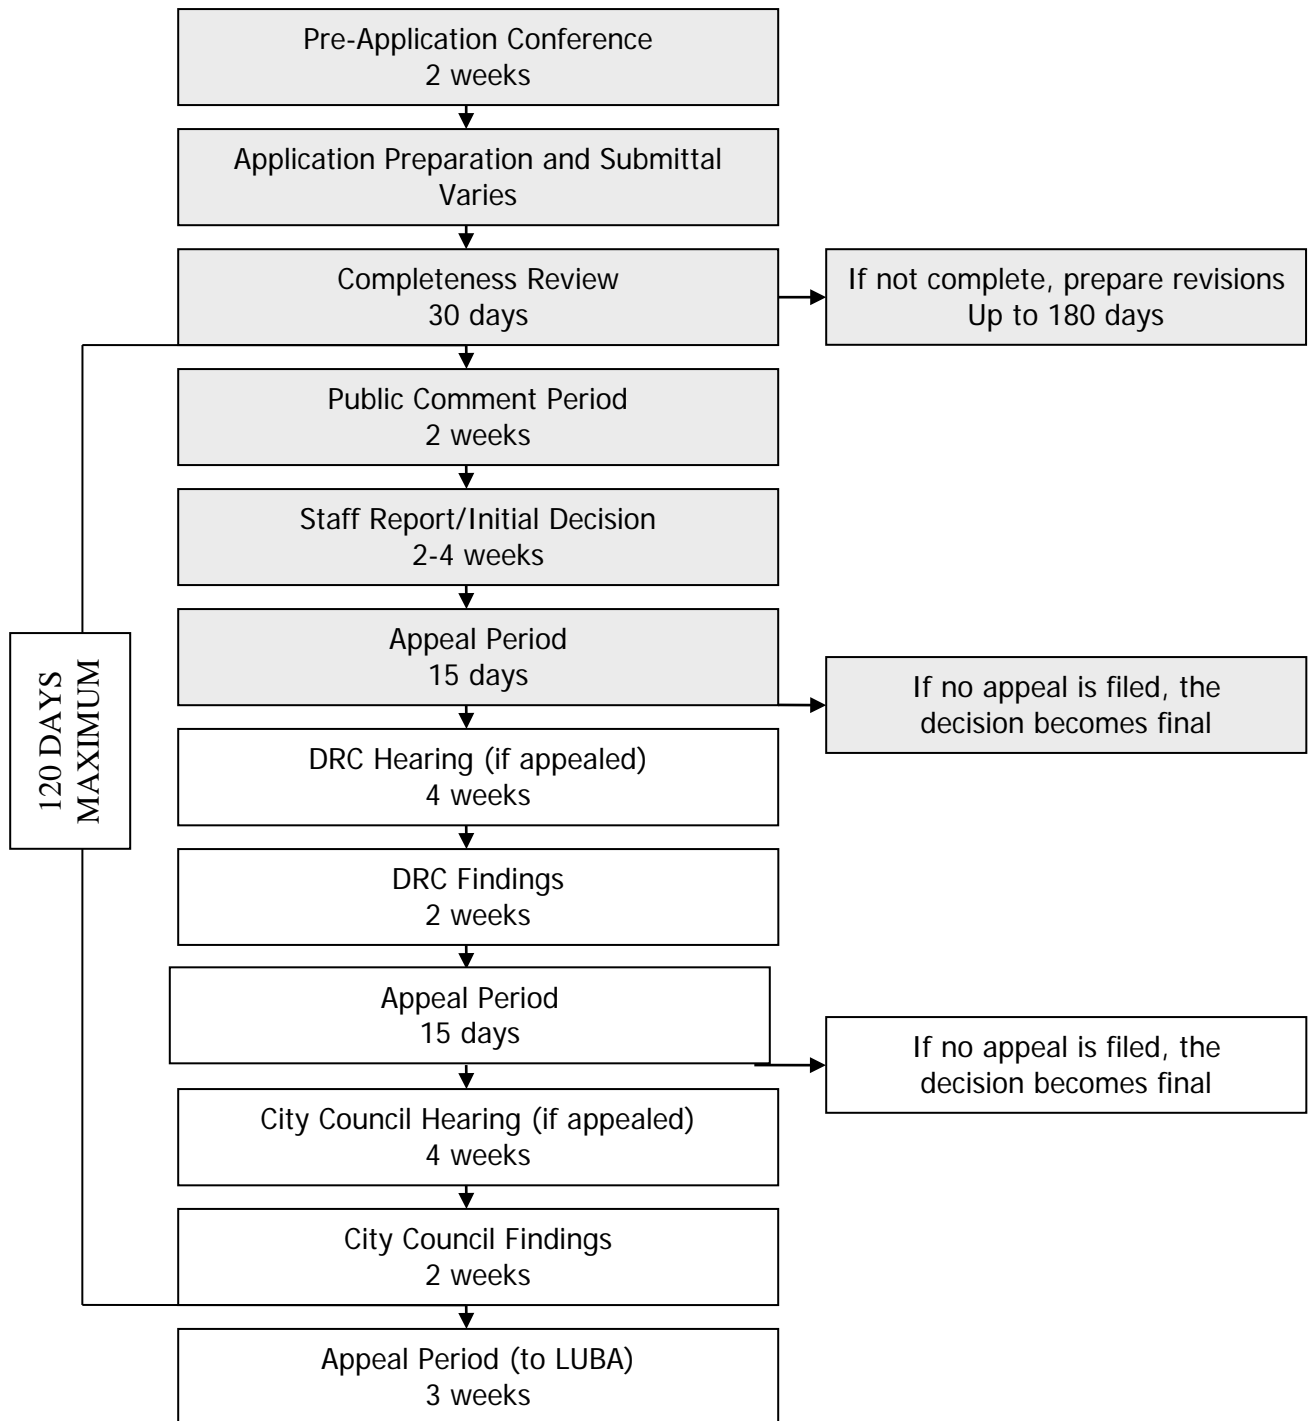 Pre-Application Conference
2 weeks
Application Preparation and Submittal
Varies
Completeness Review
30 days
If not complete, prepare revisions
Up to 180 days
Public Comment Period
2 weeks
Staff Report/Initial Decision
2-4 weeks
Appeal Period
15 days
If no appeal is filed, the
decision becomes final
120 DAYS
MAXIMUM
DRC Hearing (if appealed)
4 weeks
DRC Findings
2 weeks
Appeal Period
15 days
If no appeal is filed, the
decision becomes final
City Council Hearing (if appealed)
4 weeks
City Council Findings
2 weeks
Appeal Period (to LUBA)
3 weeks